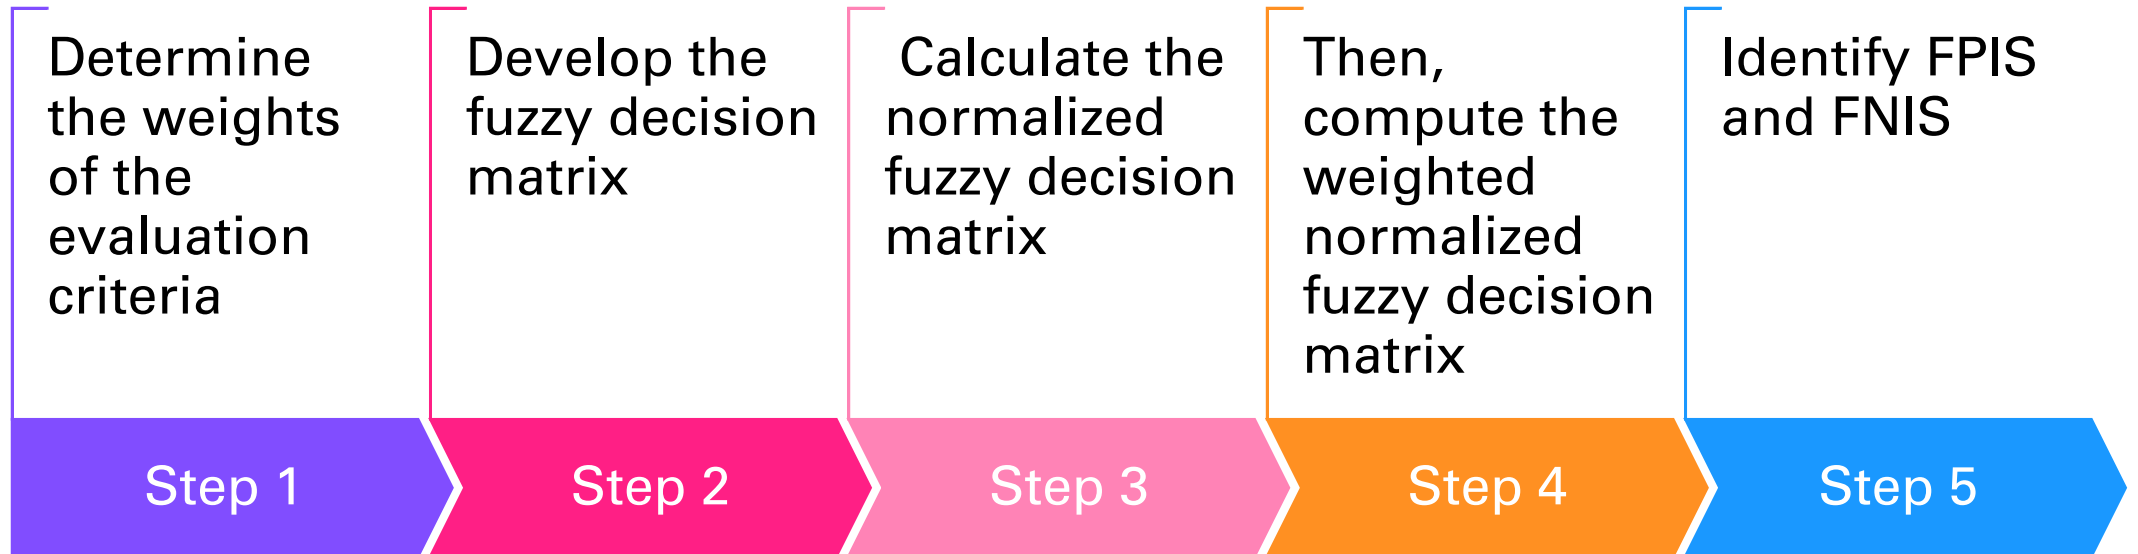 Determine
the weights
of the
evaluation
criteria
Develop the
fuzzy decision
matrix
Calculate the
normalized
fuzzy decision
matrix
Then,
compute the
weighted
normalized
fuzzy decision
matrix
Identify FPIS
and FNIS
Step 1
Step 2
Step 3
Step 4
Step 5